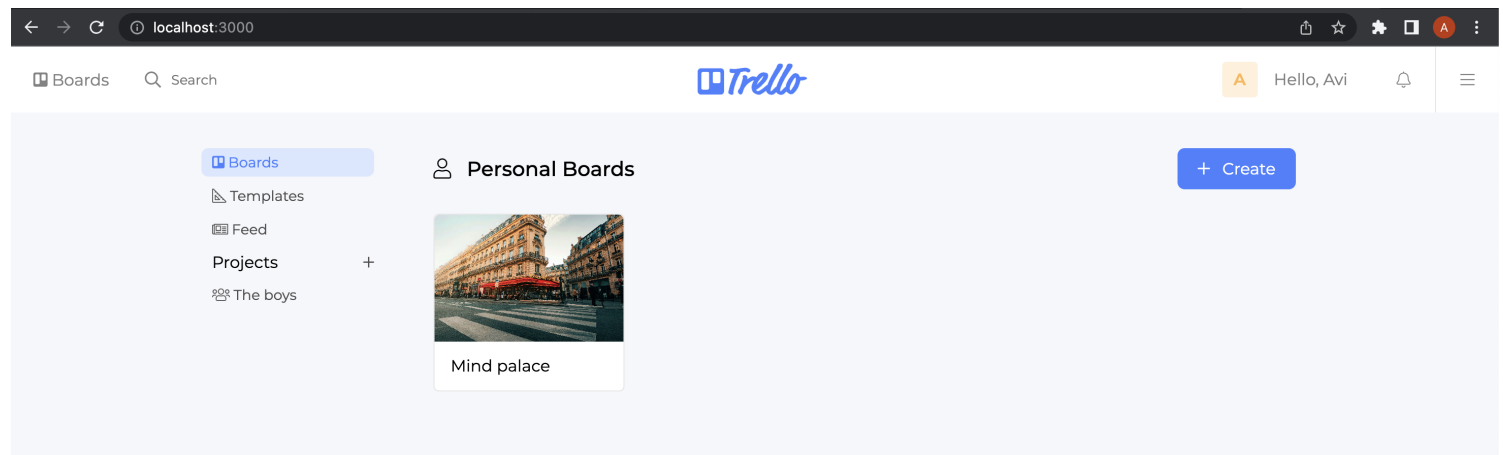 localhost:3000
A
Boards
Search
Trello
A
Hello, Avi
Boards
Templates
Feed
Projects +
The boys
Personal Boards
+ Create
Mind palace